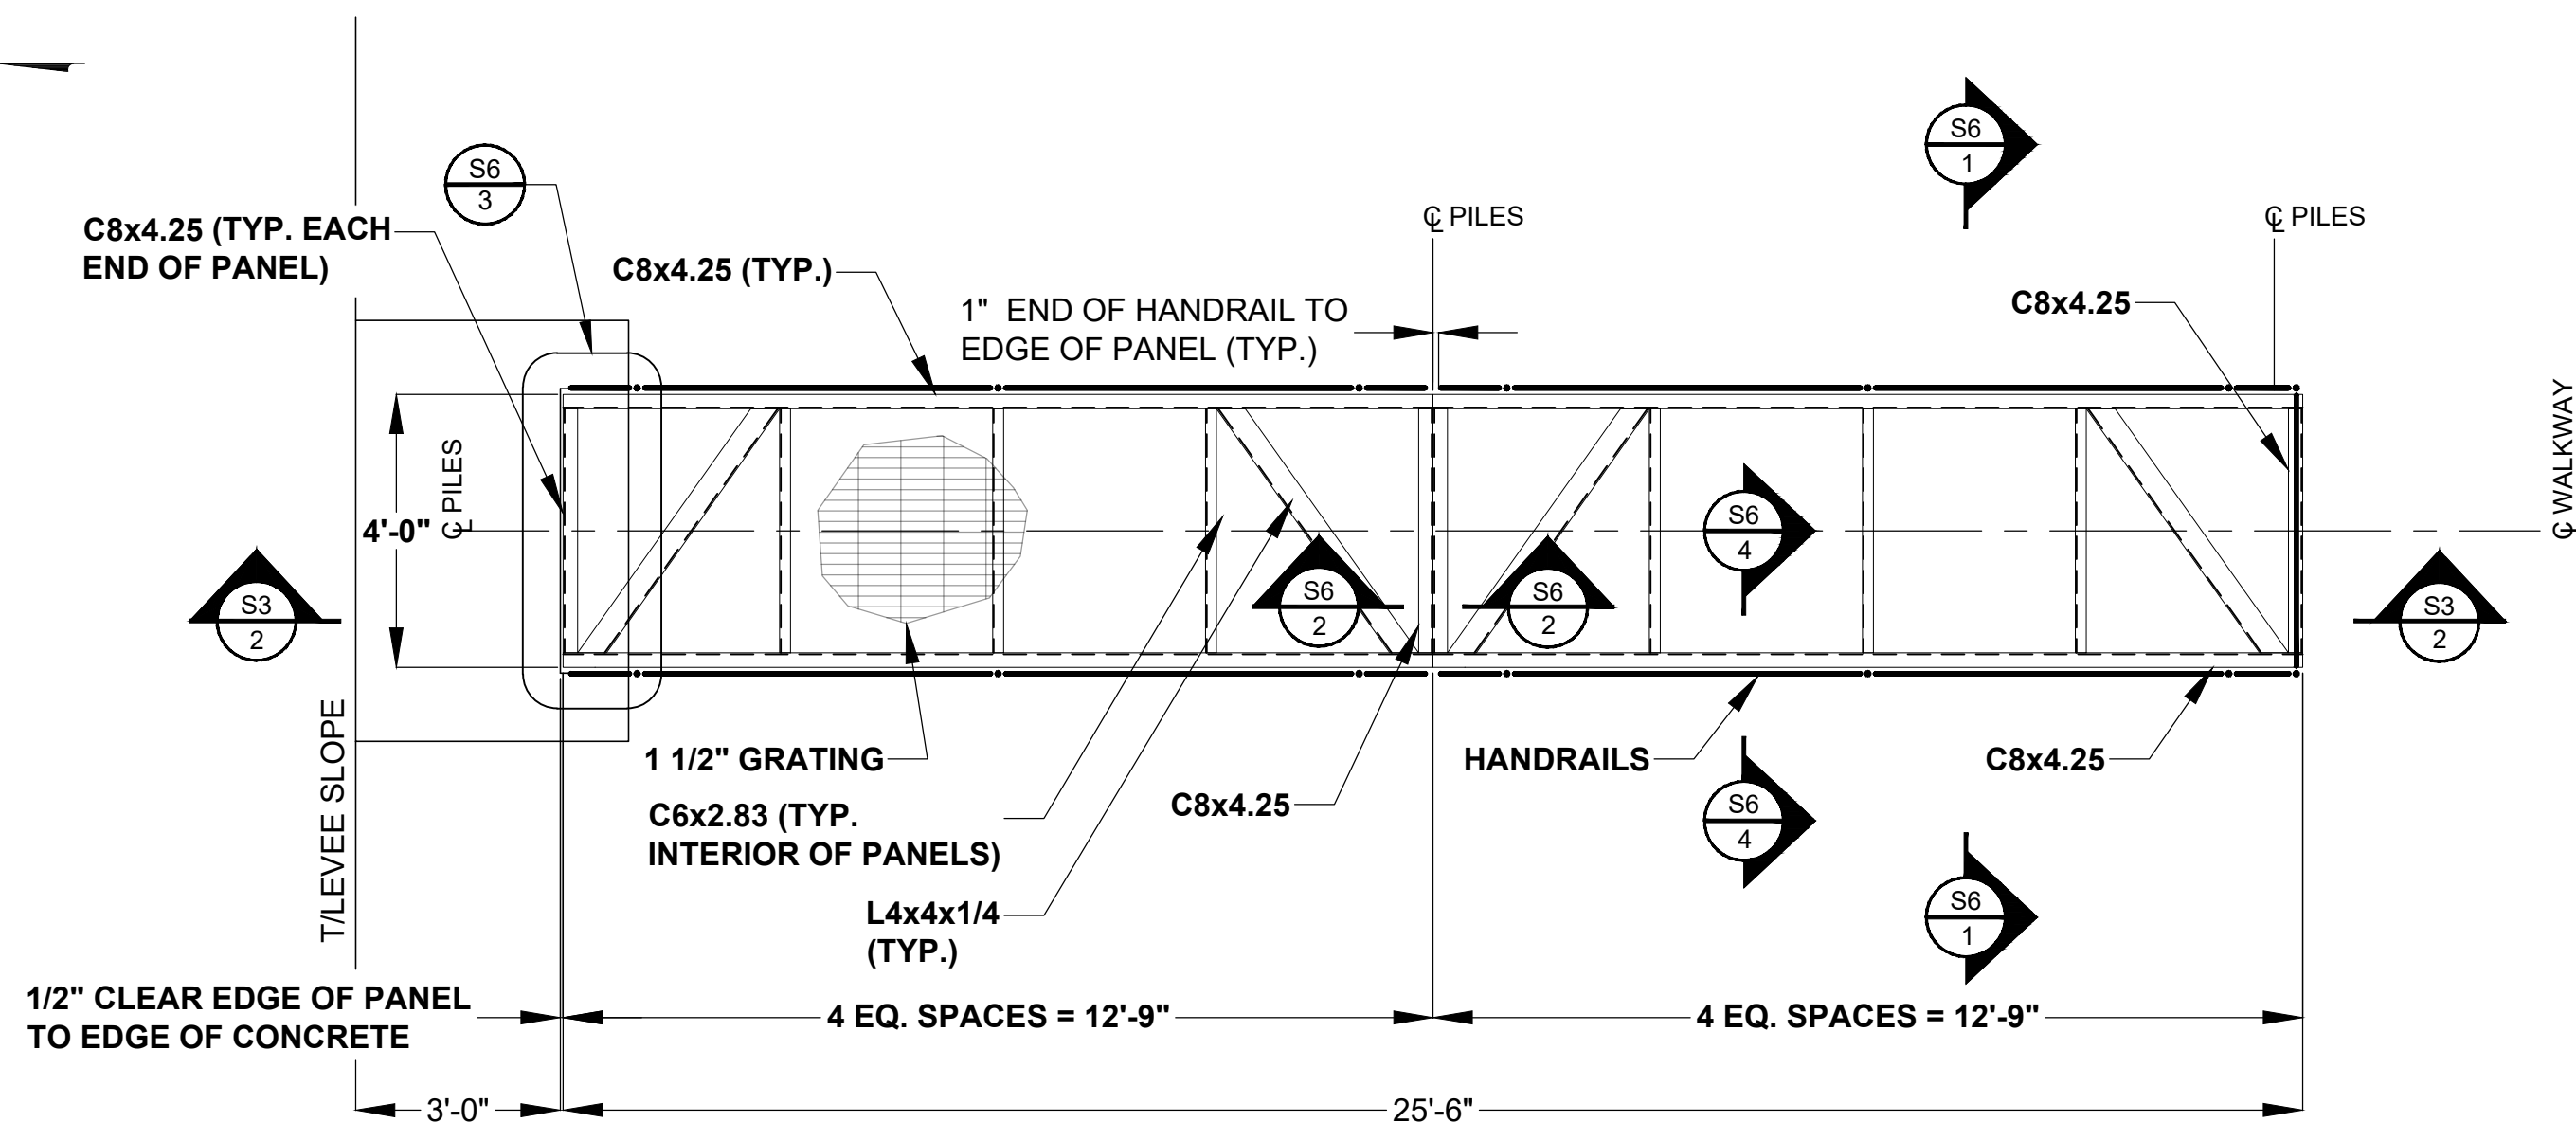 S6
1
S6
3
C8x4.25 (TYP. EACH
END OF PANEL)
C8x4.25 (TYP.)
1" END OF HANDRAIL TO
EDGE OF PANEL (TYP.)
℄ PILES
℄ PILES
C8x4.25
℄ WALKWAY
4'-0"
℄ PILES
S6
4
S3
2
S6
2
S6
2
S3
2
T/LEVEE SLOPE
1 1/2" GRATING
HANDRAILS
C8x4.25
C6x2.83 (TYP.
INTERIOR OF PANELS)
C8x4.25
S6
4
L4x4x1/4
(TYP.)
S6
1
1/2" CLEAR EDGE OF PANEL
TO EDGE OF CONCRETE
4 EQ. SPACES = 12'-9"
4 EQ. SPACES = 12'-9"
3'-0"
25'-6"